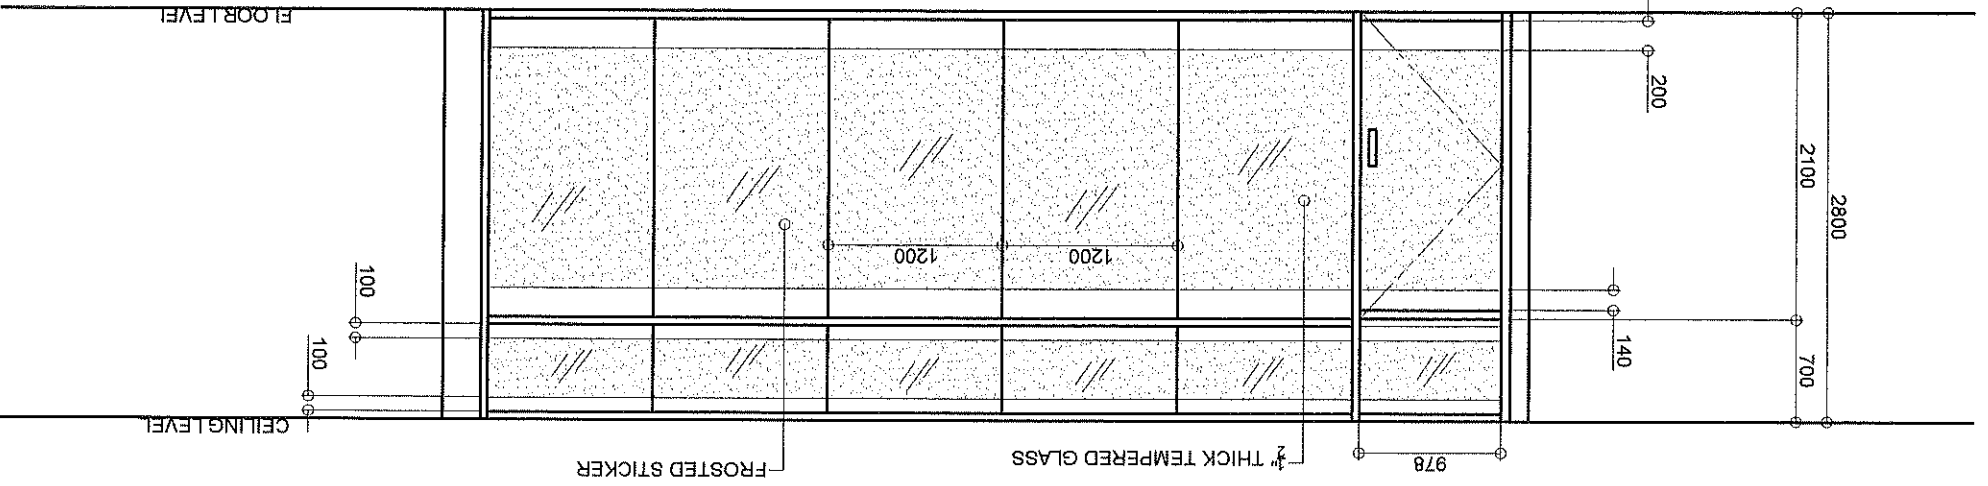 978
½" THICK TEMPERED GLASS
FROSTED STICKER
CEILING LEVEL
700
140
100
100
1200
1200
2800
2100
200
FLOOR LEVEL